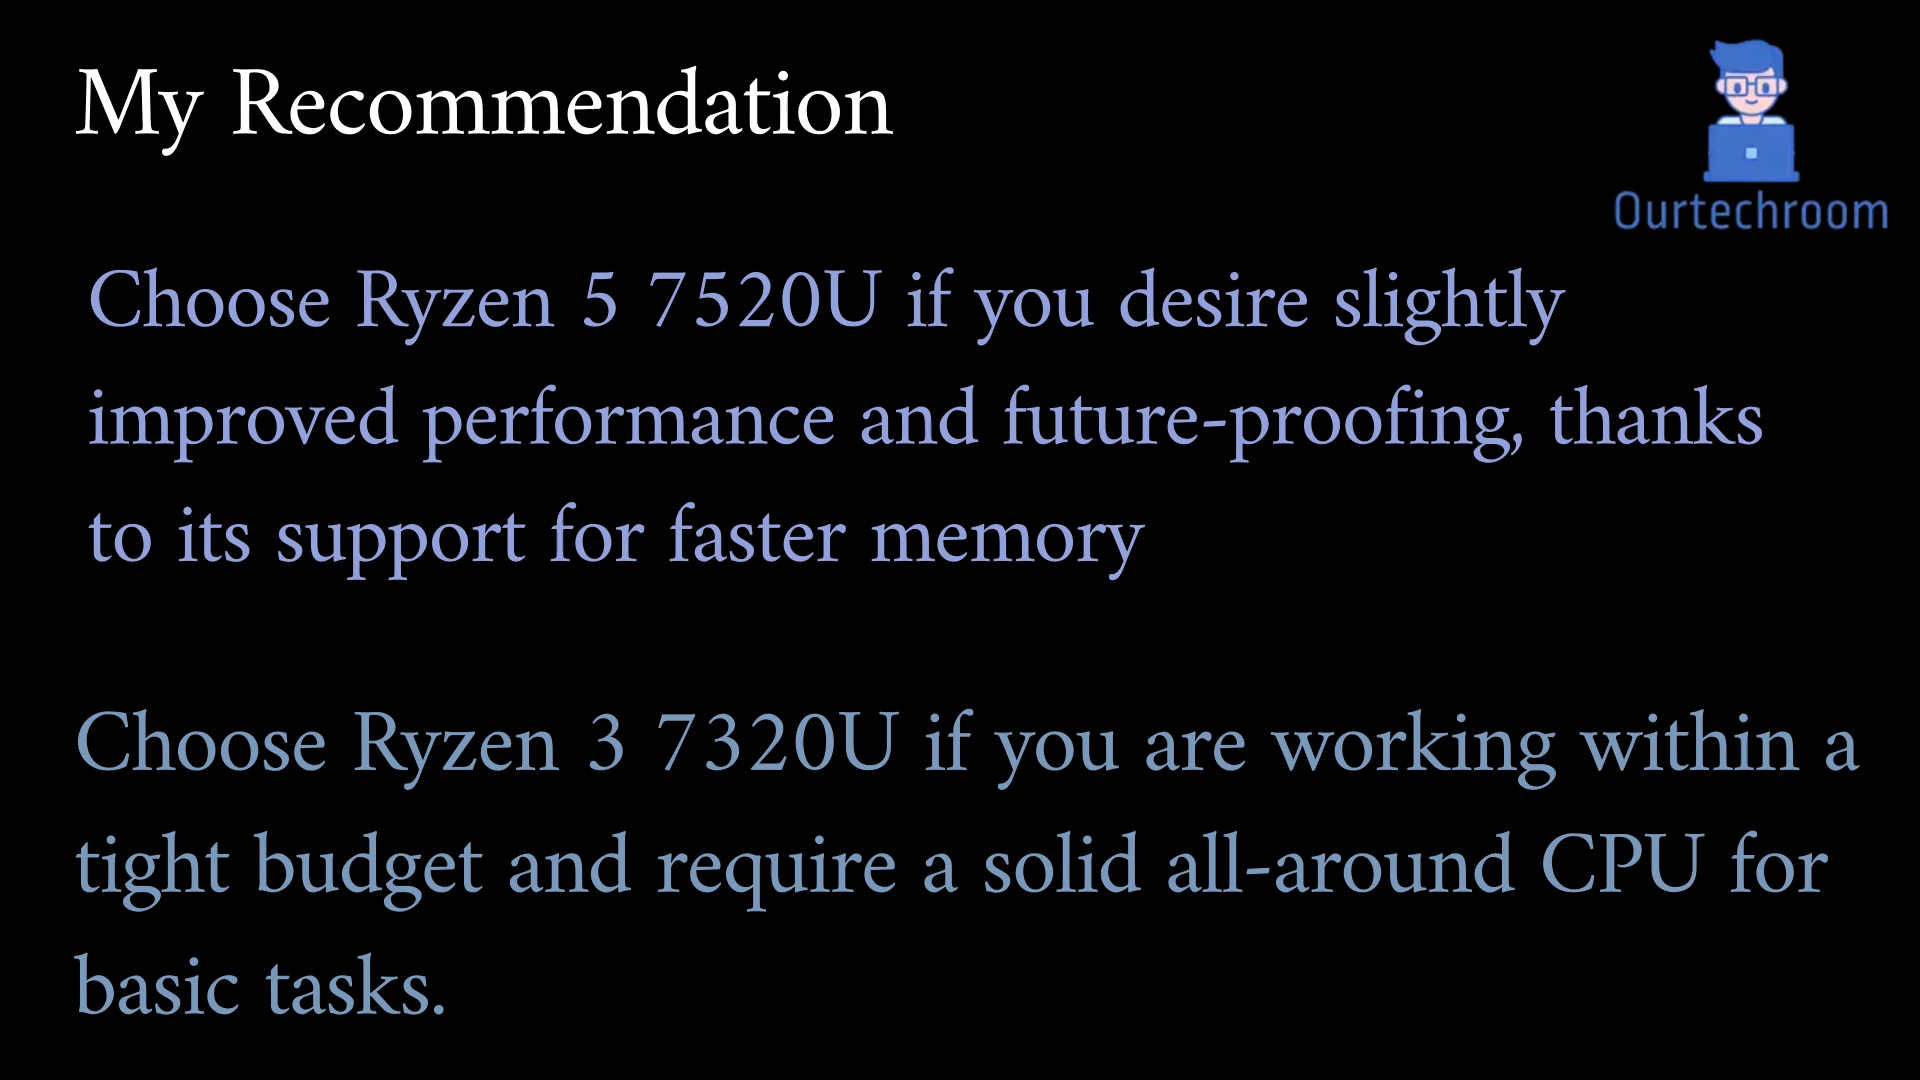 My Recommendation
Ourtechroom
Choose Ryzen 5 7520U if you desire slightly
improved performance and future-proofing, thanks
to its support for faster memory
Choose Ryzen 3 7320U if you are working within a
tight budget and require a solid all-around CPU for
basic tasks.